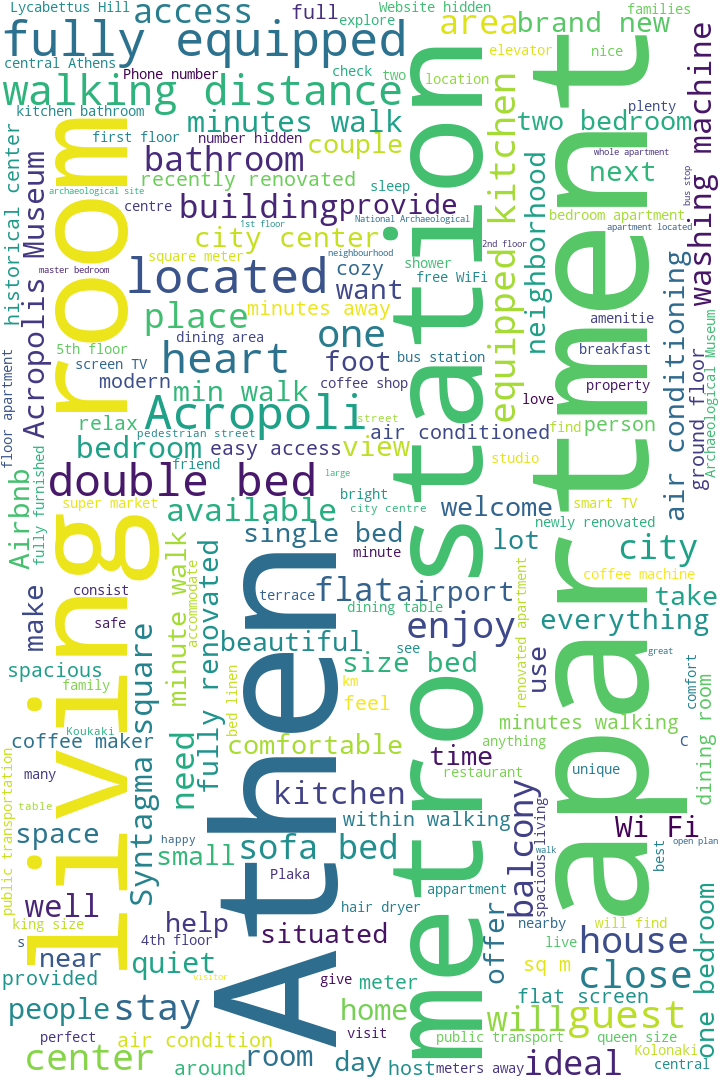 Lycabettus Hill
access
full
Website hidden
explore
area
families
brand new
fully equipped
elevator
nice
central Athens
Phone number
check
two
location
walking distance
kitchen bathroom
minutes walk
plenty
two bedroom
first floor
number hidden
couple
whole apartment
bathroom
next
recently renovated
sleep
archaeological site
bus stop
centre
building
provide
bedroom apartment
National Archaeological
1st floor
apartment located
city center
2nd floor
square meter
neighbourhood
shower
master bedroom
located
cozy
free WiFi
want
place
minutes away
amenitie
dining area
one
5th floor
screen TV
heart
foot
bus station
breakfast
modern
min walk
coffee shop
property
love
relax
Acropoli
street
find
person
pedestrian street
air conditioned
bedroom
easy access
view
friend
large
studio
double bed
bright
smart TV
super market
available
city centre
welcome
newly renovated
single bed
lot
city
minute
coffee machine
consist
terrace
flat
airport
take
safe
dining table
enjoy
everything
beautiful
see
great
spacious
size bed
family
km
feel
Koukaki
minutes walking
coffee maker
comfortable
anything
C
many
time
restaurant
unique
kitchen
table
within walking
Wi Fi
space
happy
sofa bed
walk
open plan
small
Plaka
appartment
well
hair dryer
king size
help
nearby
will find
s
4th floor
situated
live
house
near
quiet
visitor
give
meter
sq m
close
provided
flat screen
people
stay
home
will
guest
perfect
air condition
visit
public transport
queen size
Kolonaki
center
around
room
day
host
meters away
ideal
central
historical center
Acropolis Museum
room
living
floor apartment
Airbnb
fully furnished
make
Syntagma square
minute walk
accommodate
fully renovated
need
bed linen
public transportation
Athen
station
metro
equipped kitchen
neighborhood
apartment
washing machine
air conditioning
ground floor
Archaeological Museum
renovated apartment
use
comfort
dining room
balcony
spacious living
best
offer
one bedroom